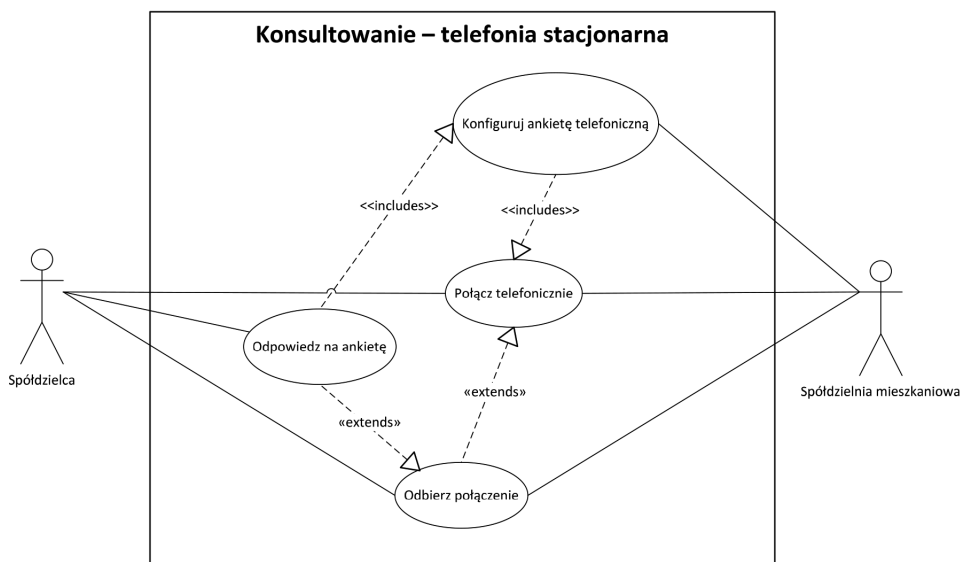 Konsultowanie – telefonia stacjonarna
Konfiguruj ankietę telefoniczną
<<includes>>
<<includes>>
Połącz telefonicznie
Odpowiedz na ankietę
Spółdzielca
Spółdzielnia mieszkaniowa
«extends»
«extends»
Odbierz połączenie